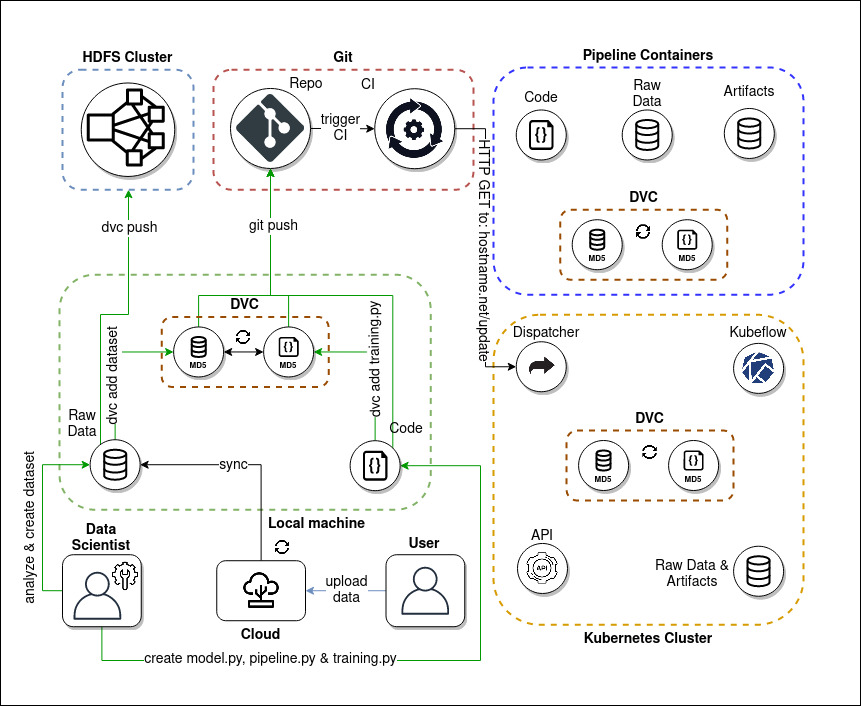 HDFS Cluster
Git
Pipeline Containers
Repo
CI
trigger
CI
Code
Raw
Data
Artifacts
DVC
MD5
MD5
HTTP GET to: hostname.net/update
dvc push
git push
DVC
MD5
MD5
dvc add dataset
dvc add training.py
Raw
Data
Code
sync
Local machine
Dispatcher
Kubeflow
DVC
MD5
MD5
API
API
Raw Data &
Artifacts
Kubernetes Cluster
analyze & create dataset
Data
Scientist
User
upload
data
Cloud
create model.py, pipeline.py & training.py